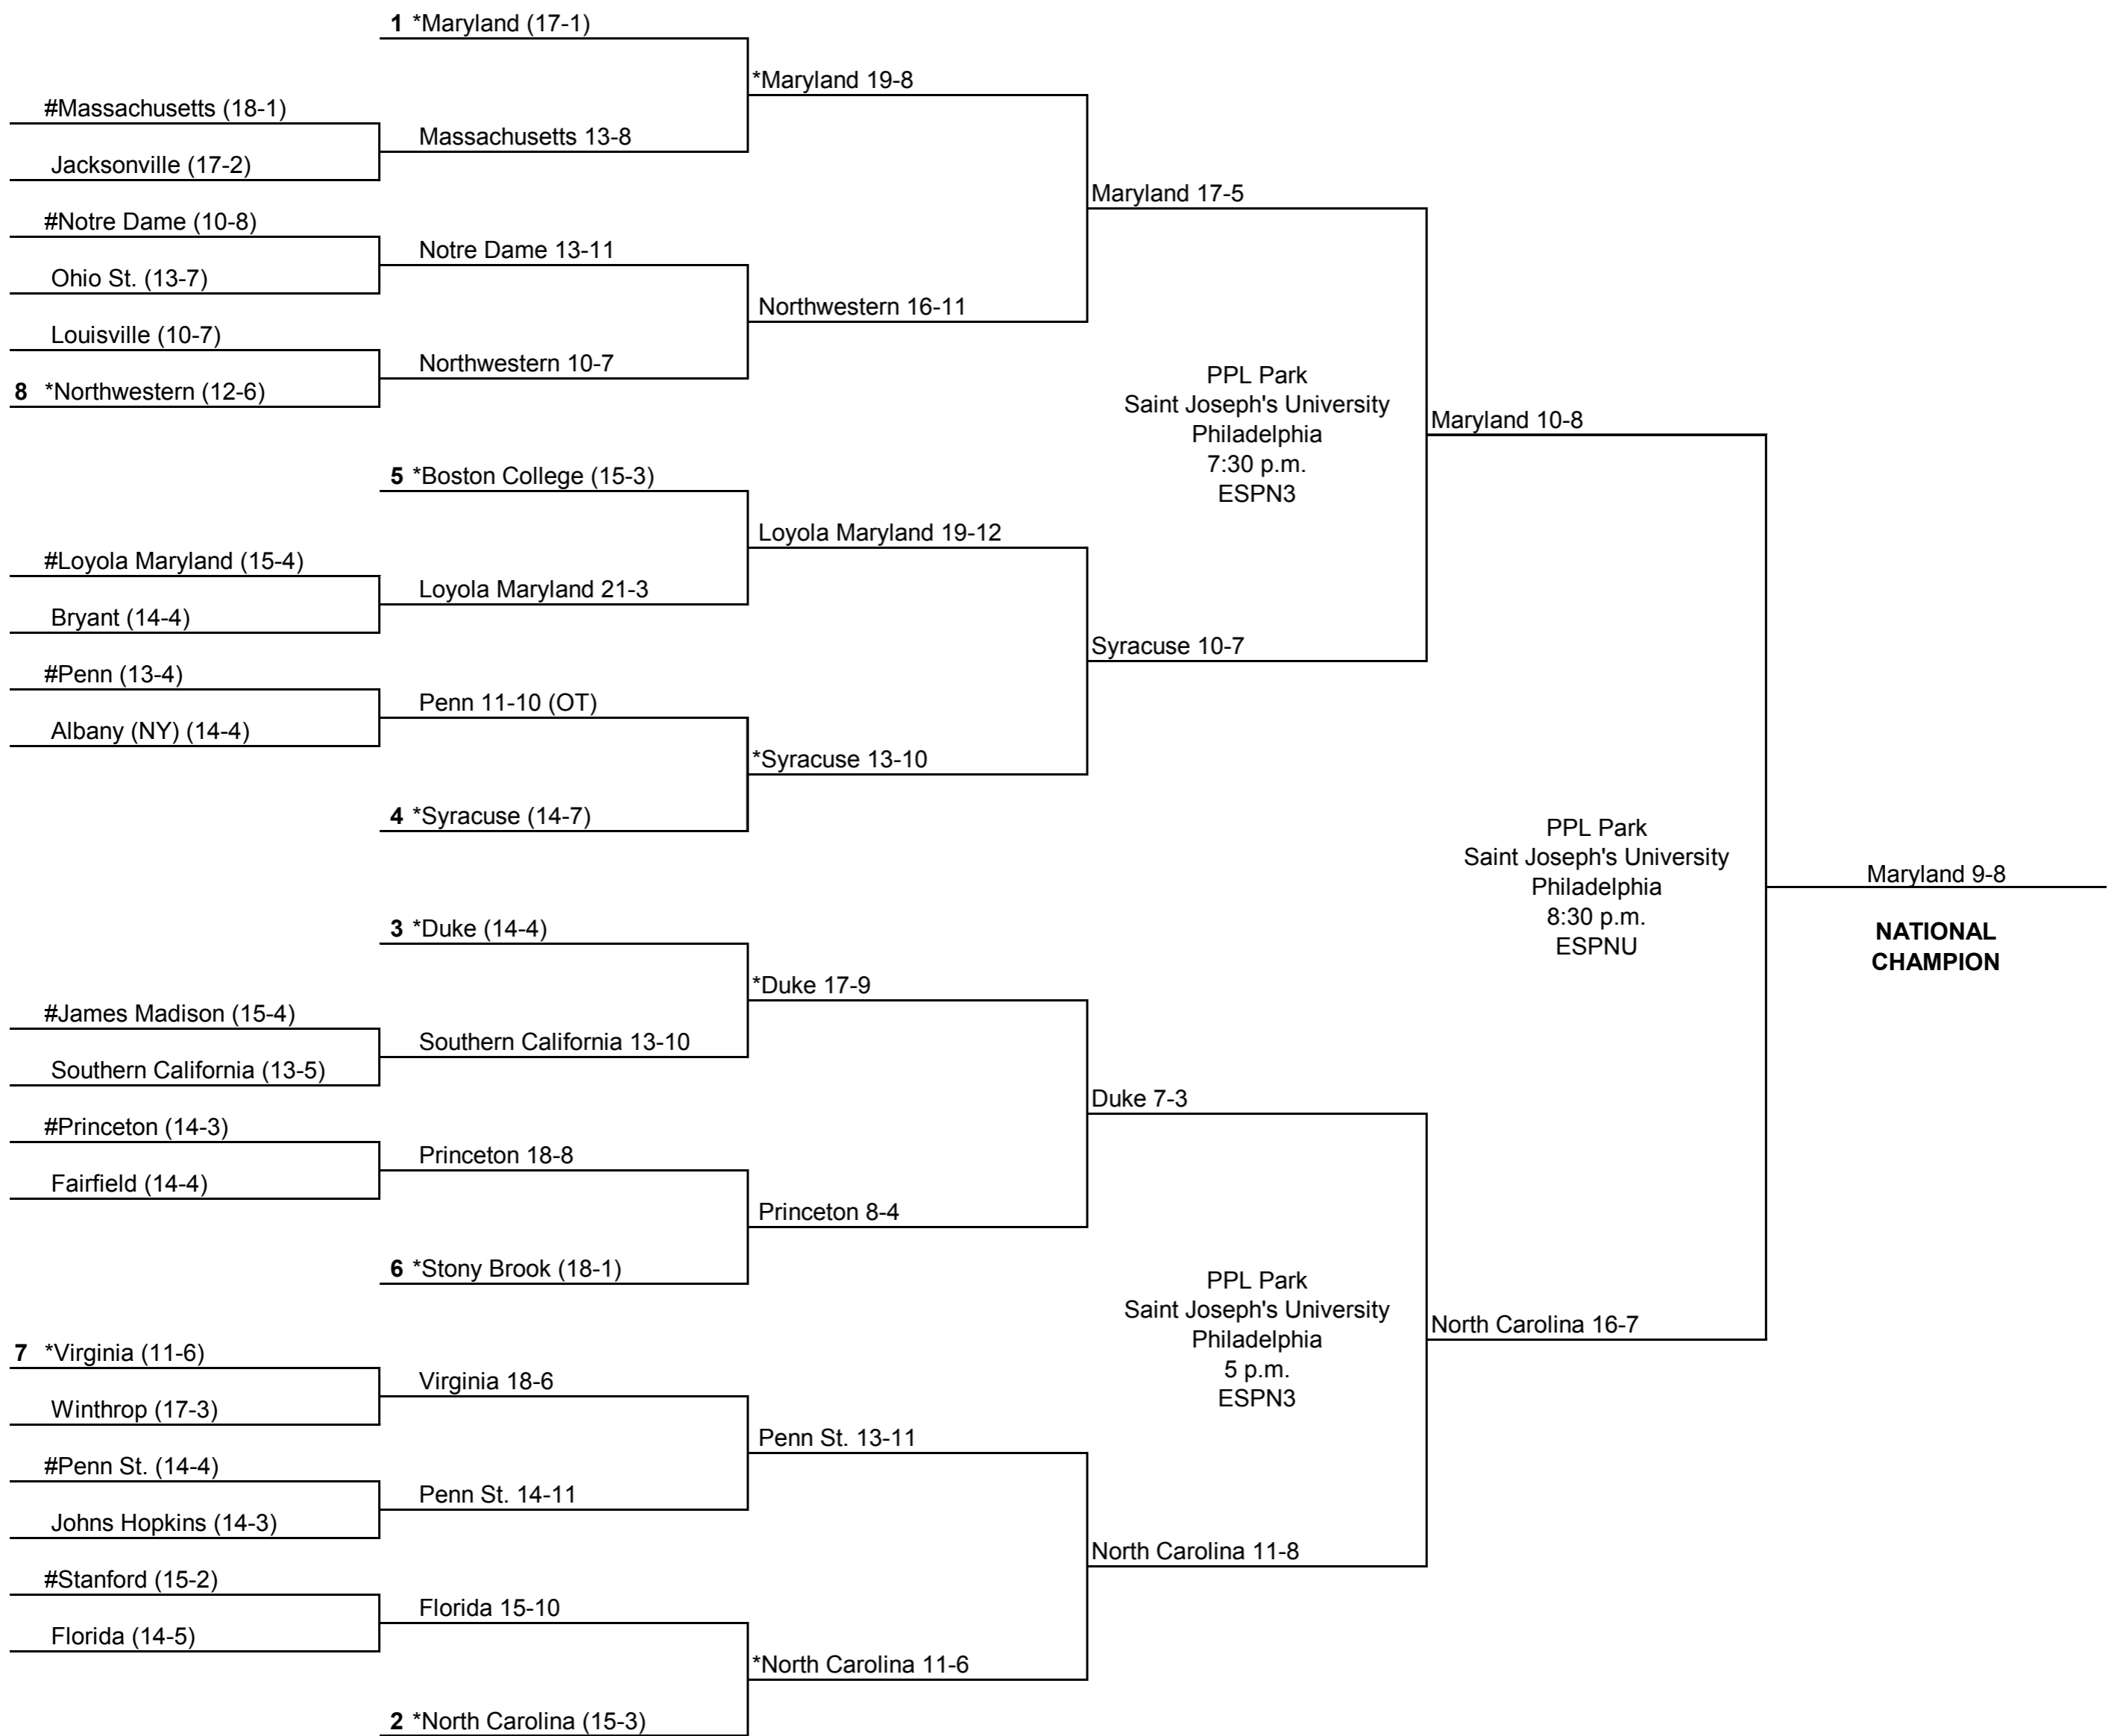 1 *Maryland (17-1)
*Maryland 19-8
#Massachusetts (18-1)
Massachusetts 13-8
Jacksonville (17-2)
Maryland 17-5
#Notre Dame (10-8)
Notre Dame 13-11
Ohio St. (13-7)
Northwestern 16-11
Louisville (10-7)
Northwestern 10-7
8 *Northwestern (12-6)
PPL Park
Saint Joseph's University
Philadelphia
7:30 p.m.
ESPN3
Maryland 10-8
5 *Boston College (15-3)
Loyola Maryland 19-12
#Loyola Maryland (15-4)
Loyola Maryland 21-3
Bryant (14-4)
Syracuse 10-7
#Penn (13-4)
Penn 11-10 (OT)
Albany (NY) (14-4)
*Syracuse 13-10
4 *Syracuse (14-7)
PPL Park
Saint Joseph's University
Philadelphia
8:30 p.m.
ESPNU
Maryland 9-8
NATIONAL
CHAMPION
3 *Duke (14-4)
*Duke 17-9
#James Madison (15-4)
Southern California 13-10
Southern California (13-5)
Duke 7-3
#Princeton (14-3)
Princeton 18-8
Fairfield (14-4)
Princeton 8-4
6 *Stony Brook (18-1)
PPL Park
Saint Joseph's University
Philadelphia
5 p.m.
ESPN3
North Carolina 16-7
7 *Virginia (11-6)
Virginia 18-6
Winthrop (17-3)
Penn St. 13-11
#Penn St. (14-4)
Penn St. 14-11
Johns Hopkins (14-3)
North Carolina 11-8
#Stanford (15-2)
Florida 15-10
Florida (14-5)
*North Carolina 11-6
2 *North Carolina (15-3)